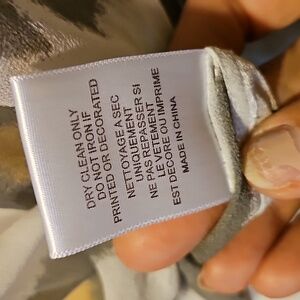 DRY CLEAN ONLY
DO NOT IRON IF
PRINTED OR DECORATED
NETTOYAGE A SEC
UNIQUEMENT
NE PAS REPASSER SI
LE VETEMENT
EST DECORE OU IMPRIME
MADE IN CHINA